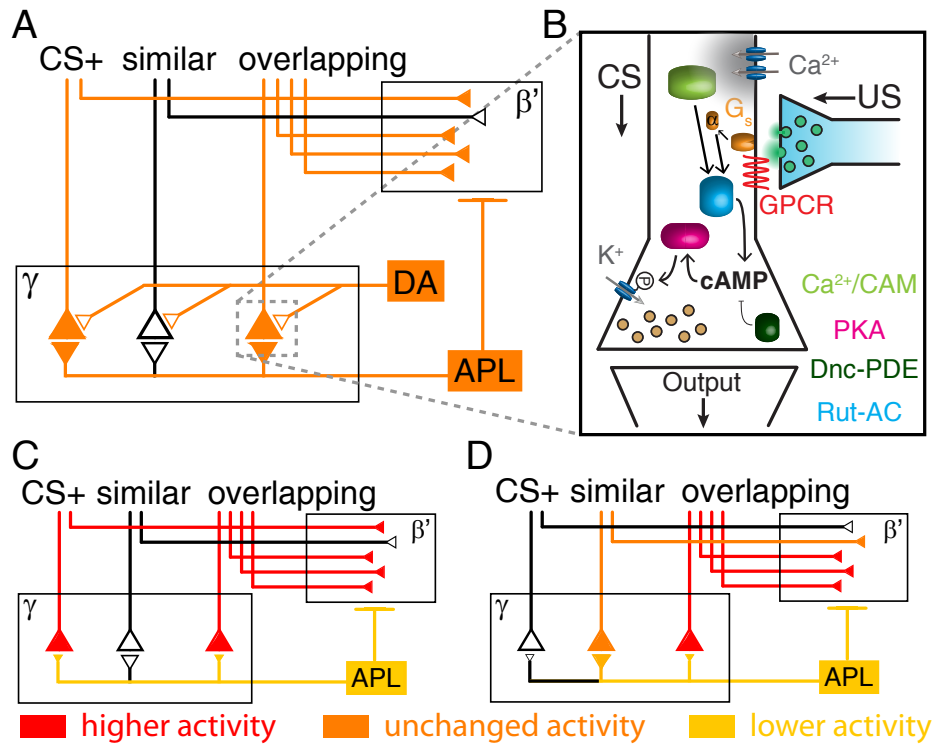 A
CS+ similar overlapping
β'
γ
DA
APL
B
CS
Ca²⁺
US
α
Gs
GPCR
K⁺
P
cAMP
Ca²⁺/CAM
PKA
Dnc-PDE
Rut-AC
Output
C
CS+ similar overlapping
β'
γ
APL
D
CS+ similar overlapping
β'
γ
APL
higher activity
unchanged activity
lower activity